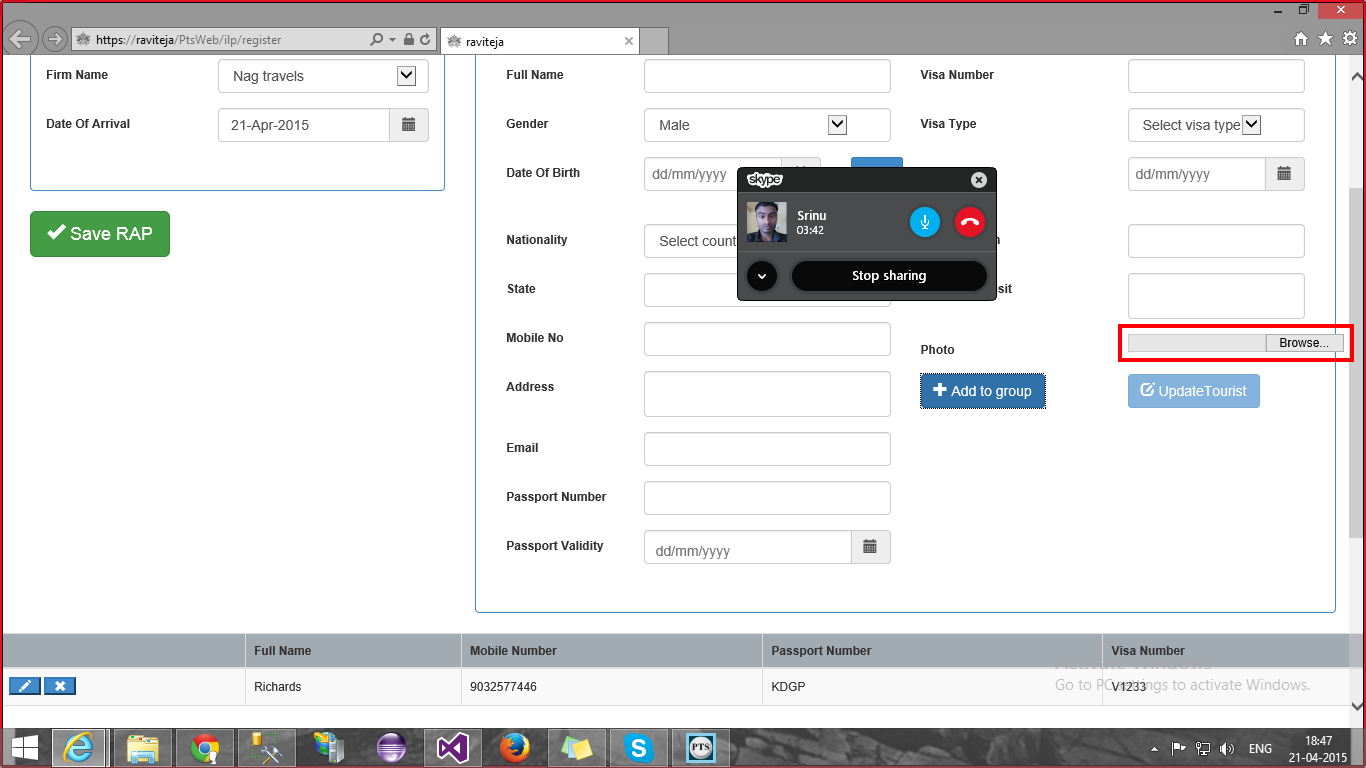 https://raviteja/PtsWeb/ilp/register
raviteja
Firm Name
Nag travels
Date Of Arrival
21-Apr-2015
Save RAP
Full Name
Visa Number
Gender
Male
Visa Type
Select visa type
Date Of Birth
dd/mm/yyyy
dd/mm/yyyy
skype
Srinu
03:42
Stop sharing
Nationality
Select count
State
sit
Mobile No
Photo
Browse...
Address
Add to group
UpdateTourist
Email
Passport Number
Passport Validity
dd/mm/yyyy
Full Name
Mobile Number
Passport Number
Visa Number
Activate Windows
Richards
9032577446
KDGP
V1233
Go to PC settings to activate Windows.
PTS
ENG
18:47
21-04-2015